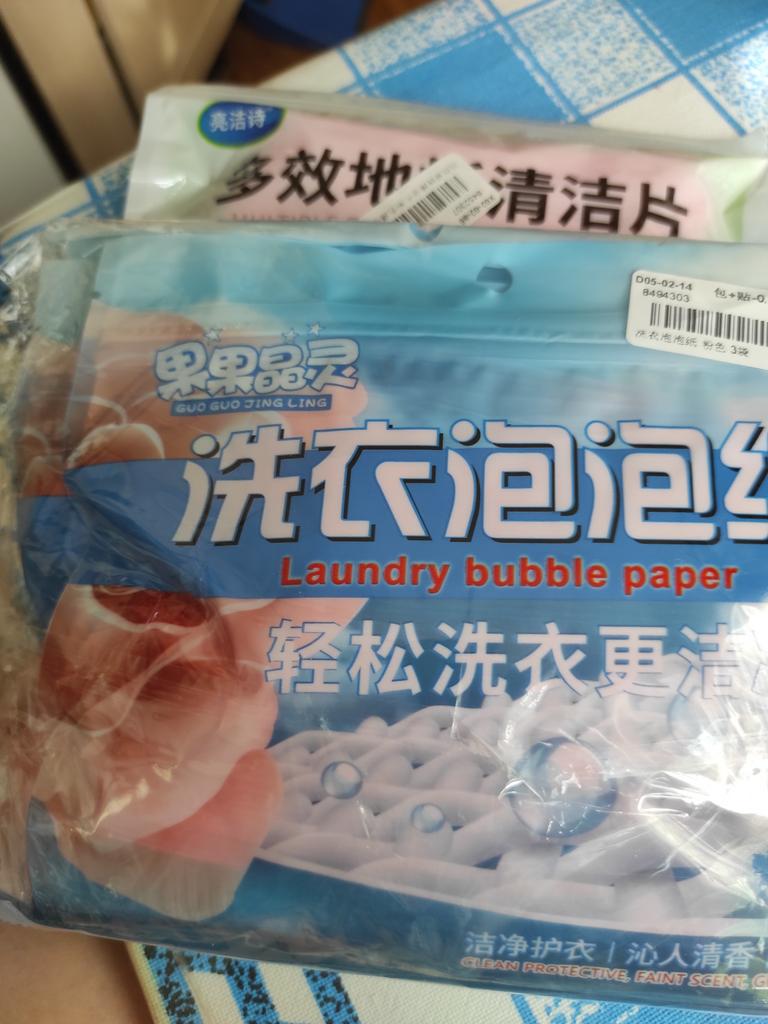 亮洁诗
多效地 清洁片
D05-02-14 包+贴-0.
8494303
洗衣泡泡纸 粉色 3袋
果果晶灵
GUO GUO JING LING
洗衣泡泡
Laundry bubble paper
轻松洗衣更洁
洁净护衣 | 沁人清香
CLEAN PROTECTIVE, FAINT SCENT, G